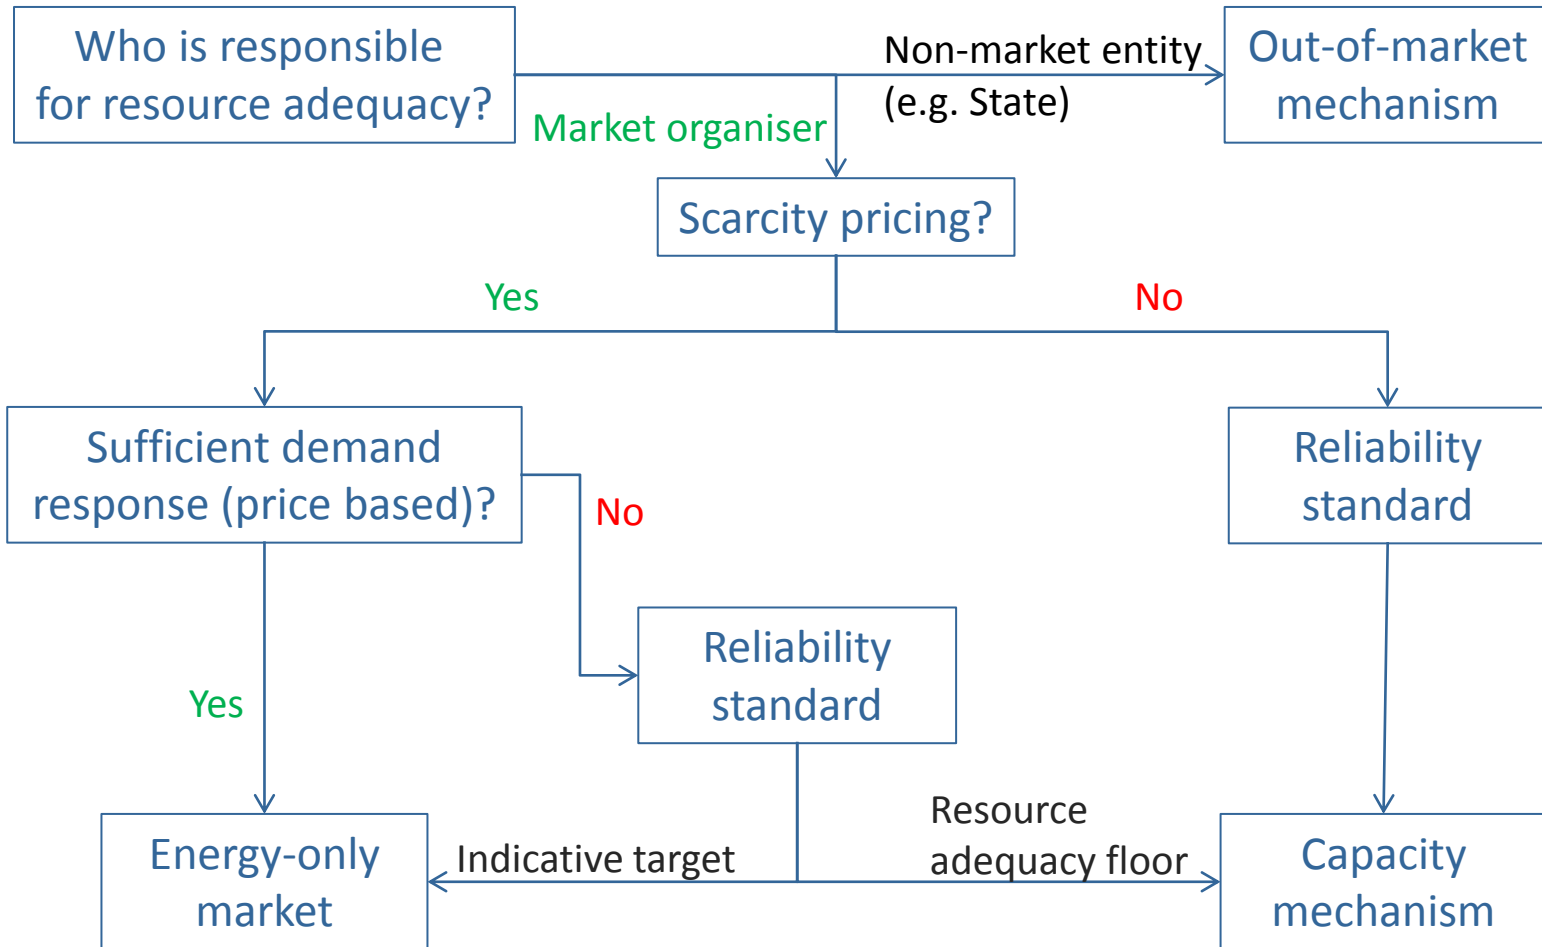 Who is responsible
for resource adequacy?
Non-market entity
(e.g. State)
Out-of-market
mechanism
Market organiser
Scarcity pricing?
Yes
No
Sufficient demand
response (price based)?
No
Reliability
standard
Reliability
standard
Yes
Energy-only
market
Indicative target
Resource
adequacy floor
Capacity
mechanism